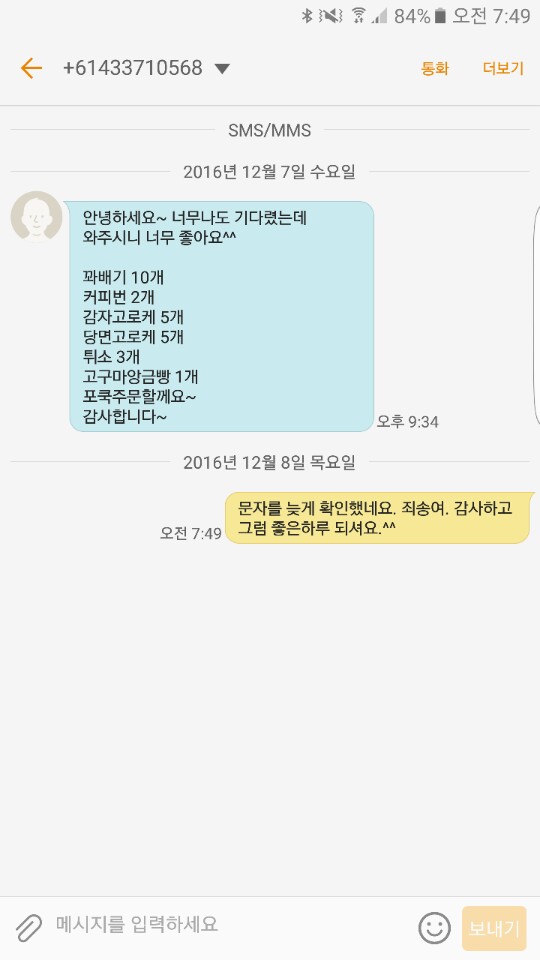 84% 오전 7:49
+61433710568 통화 더보기
SMS/MMS
2016년 12월 7일 수요일
안녕하세요~ 너무나도 기다렸는데
와주시니 너무 좋아요^^
꽈배기 10개
커피번 2개
감자고로케 5개
당면고로케 5개
튀소 3개
고구마앙금빵 1개
포쿡주문할께요~
감사합니다~
오후 9:34
2016년 12월 8일 목요일
문자를 늦게 확인했네요. 죄송여. 감사하고
그럼 좋은하루 되셔요.^^
오전 7:49
메시지를 입력하세요 보내기